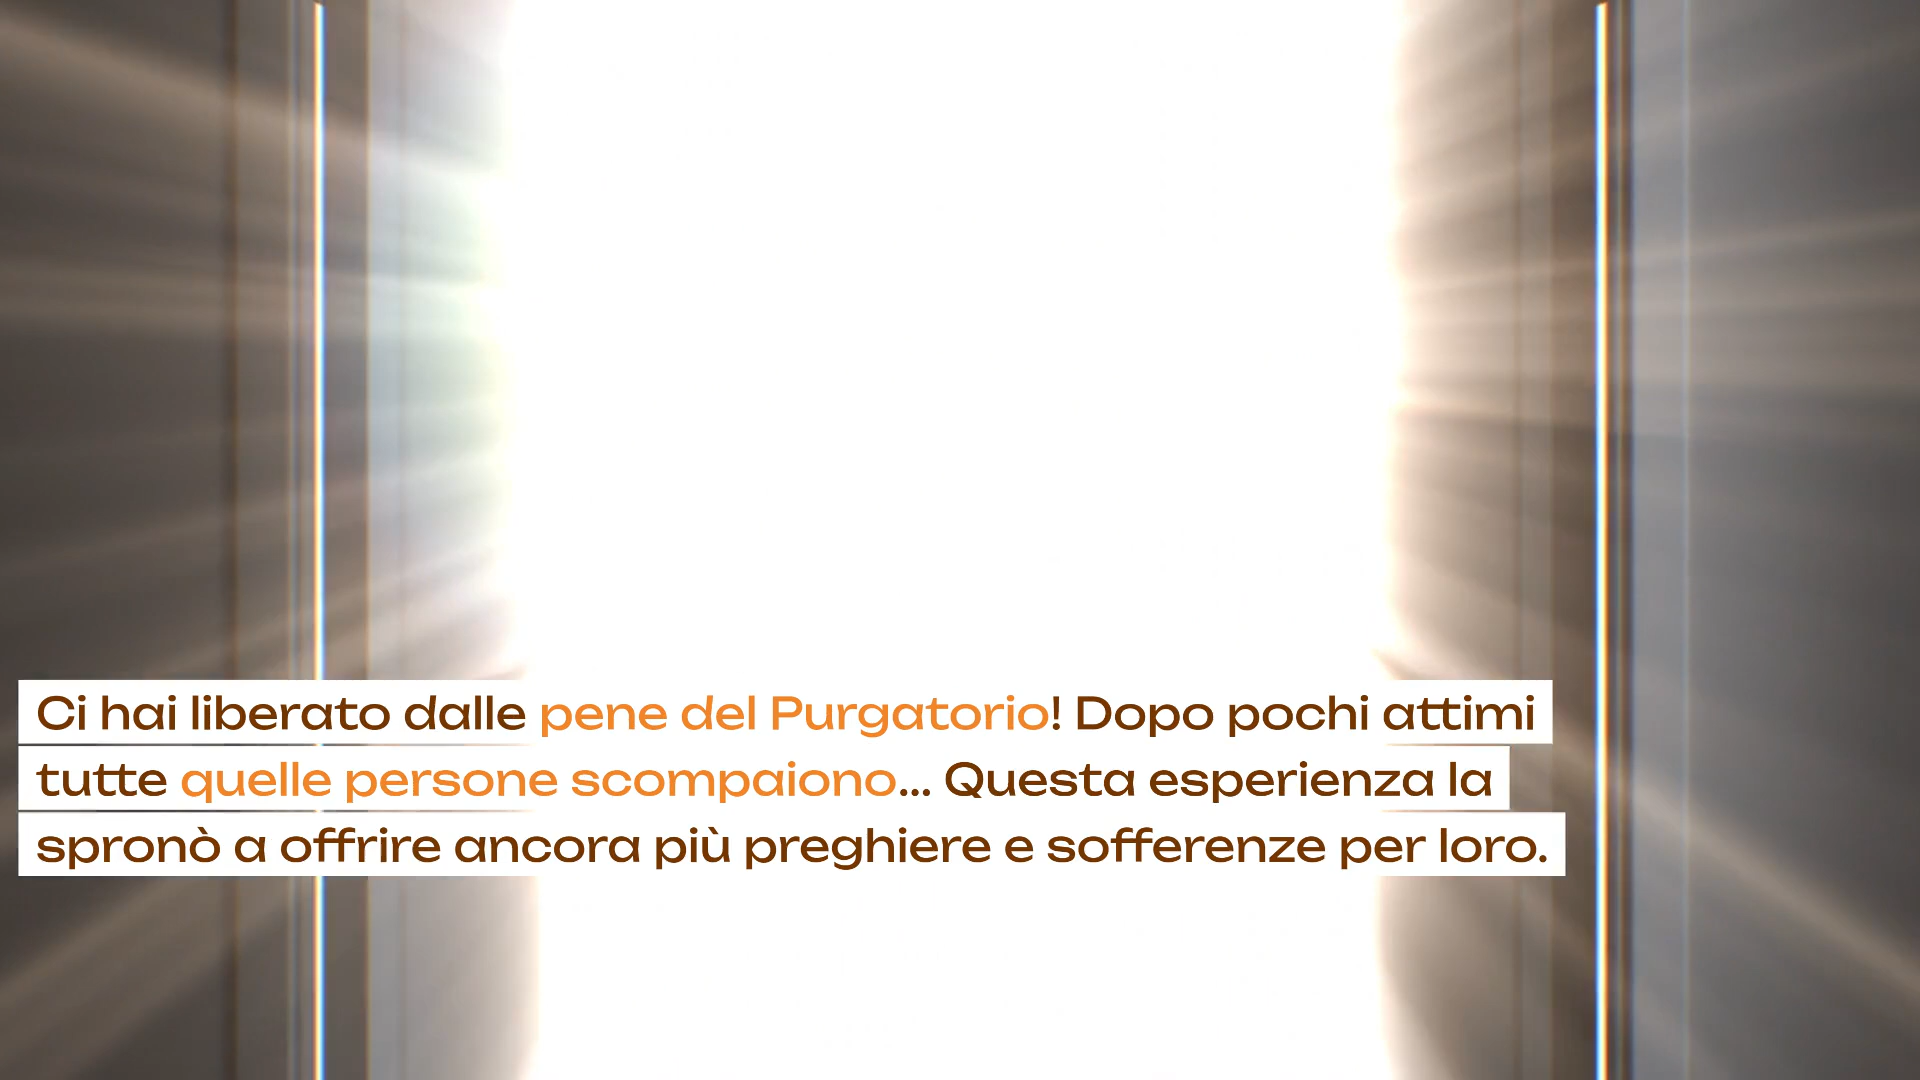 Ci hai liberato dalle pene del Purgatorio! Dopo pochi attimi
tutte quelle persone scompaiono... Questa esperienza la
spronò a offrire ancora più preghiere e sofferenze per loro.